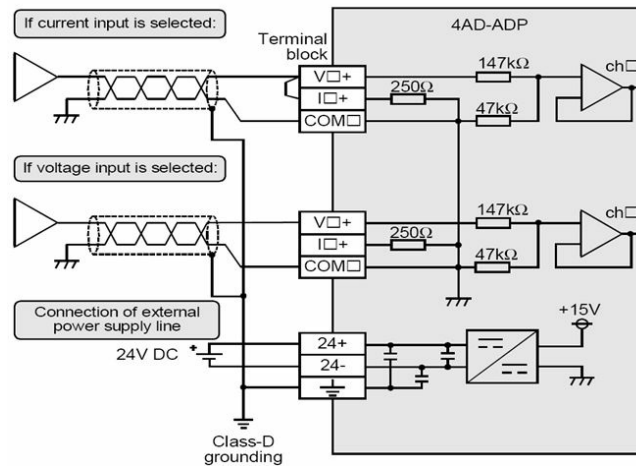 If current input is selected:
Terminal block
4AD-ADP
V□+
I□+
COM□
250Ω
147kΩ
47kΩ
ch□
If voltage input is selected:
V□+
I□+
COM□
250Ω
147kΩ
47kΩ
ch□
Connection of external power supply line
24V DC
+
24+
24-
+15V
Class-D grounding